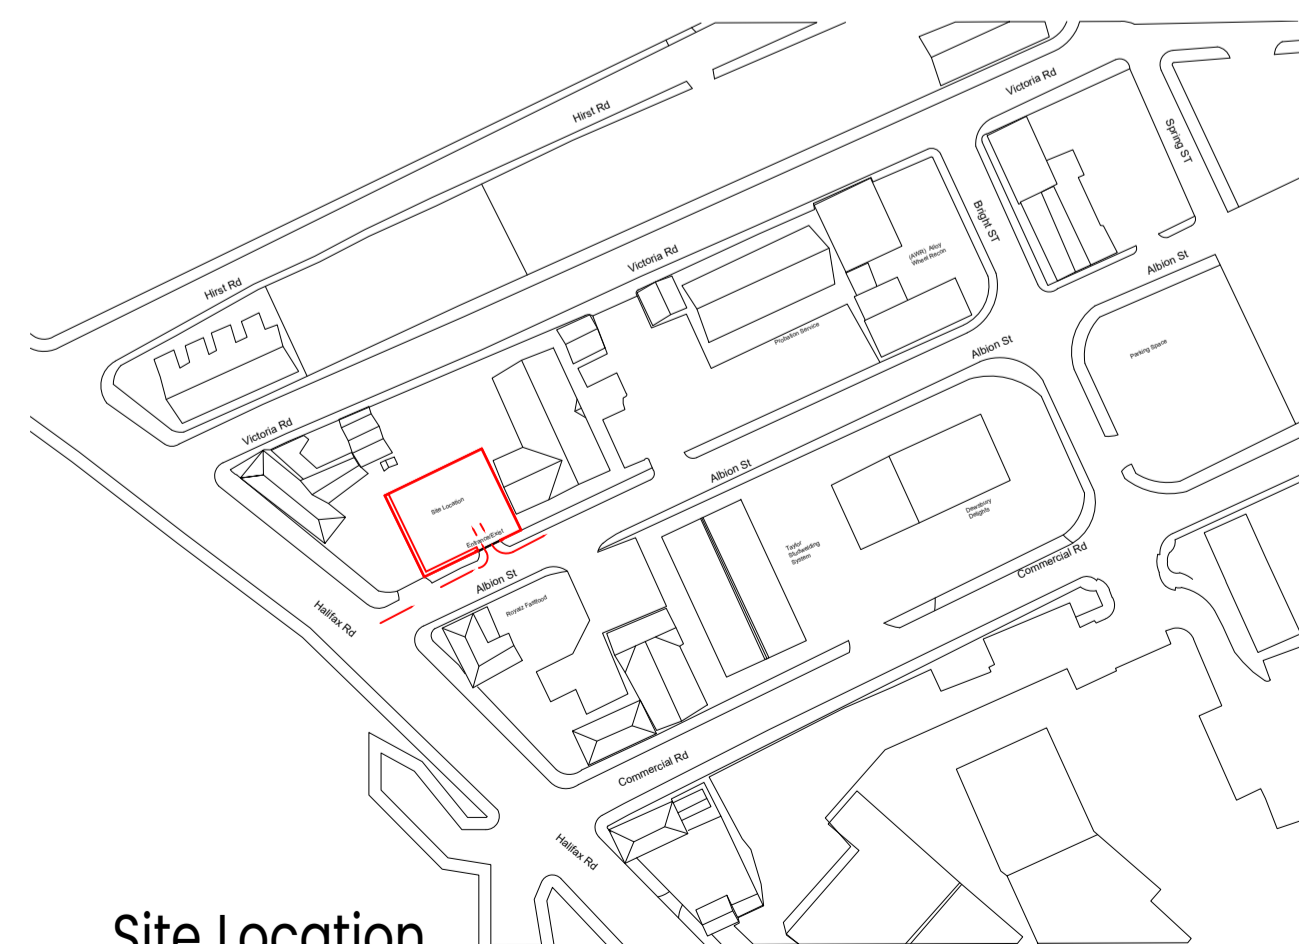 Hirst Rd
Victoria Rd
Spring ST
Bright ST
Victoria Rd
(AWR) Alloy
Wheel Recon
Albion St
Hirst Rd
Probation Service
Albion St
Parking Space
Victoria Rd
Albion St
Site Location
Dewsbury
Delights
Entrance/Exist
Taylor
Studwelding
System
Commercial Rd
Albion St
Royalz Fastfood
Halifax Rd
Commercial Rd
Halifax Rd
Site Location